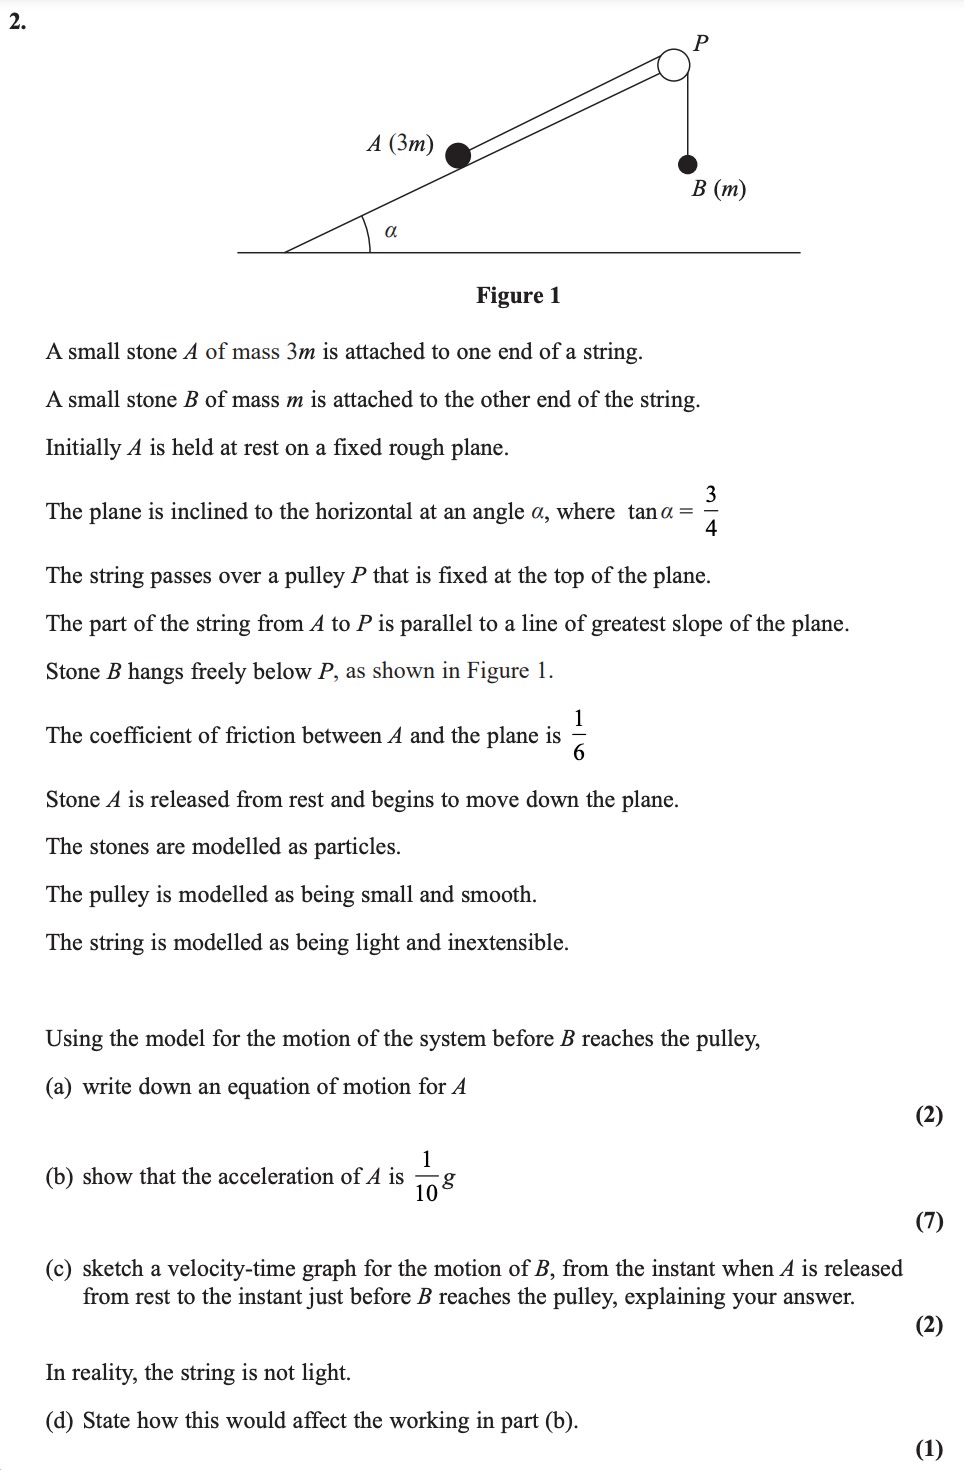 2.
P
A (3m)
B (m)
α
Figure 1
A small stone A of mass 3m is attached to one end of a string.
A small stone B of mass m is attached to the other end of the string.
Initially A is held at rest on a fixed rough plane.
The plane is inclined to the horizontal at an angle α, where tan α = 3/4
The string passes over a pulley P that is fixed at the top of the plane.
The part of the string from A to P is parallel to a line of greatest slope of the plane.
Stone B hangs freely below P, as shown in Figure 1.
The coefficient of friction between A and the plane is 1/6
Stone A is released from rest and begins to move down the plane.
The stones are modelled as particles.
The pulley is modelled as being small and smooth.
The string is modelled as being light and inextensible.
Using the model for the motion of the system before B reaches the pulley,
(a) write down an equation of motion for A
(2)
(b) show that the acceleration of A is 1/10 g
(7)
(c) sketch a velocity-time graph for the motion of B, from the instant when A is released
from rest to the instant just before B reaches the pulley, explaining your answer.
(2)
In reality, the string is not light.
(d) State how this would affect the working in part (b).
(1)